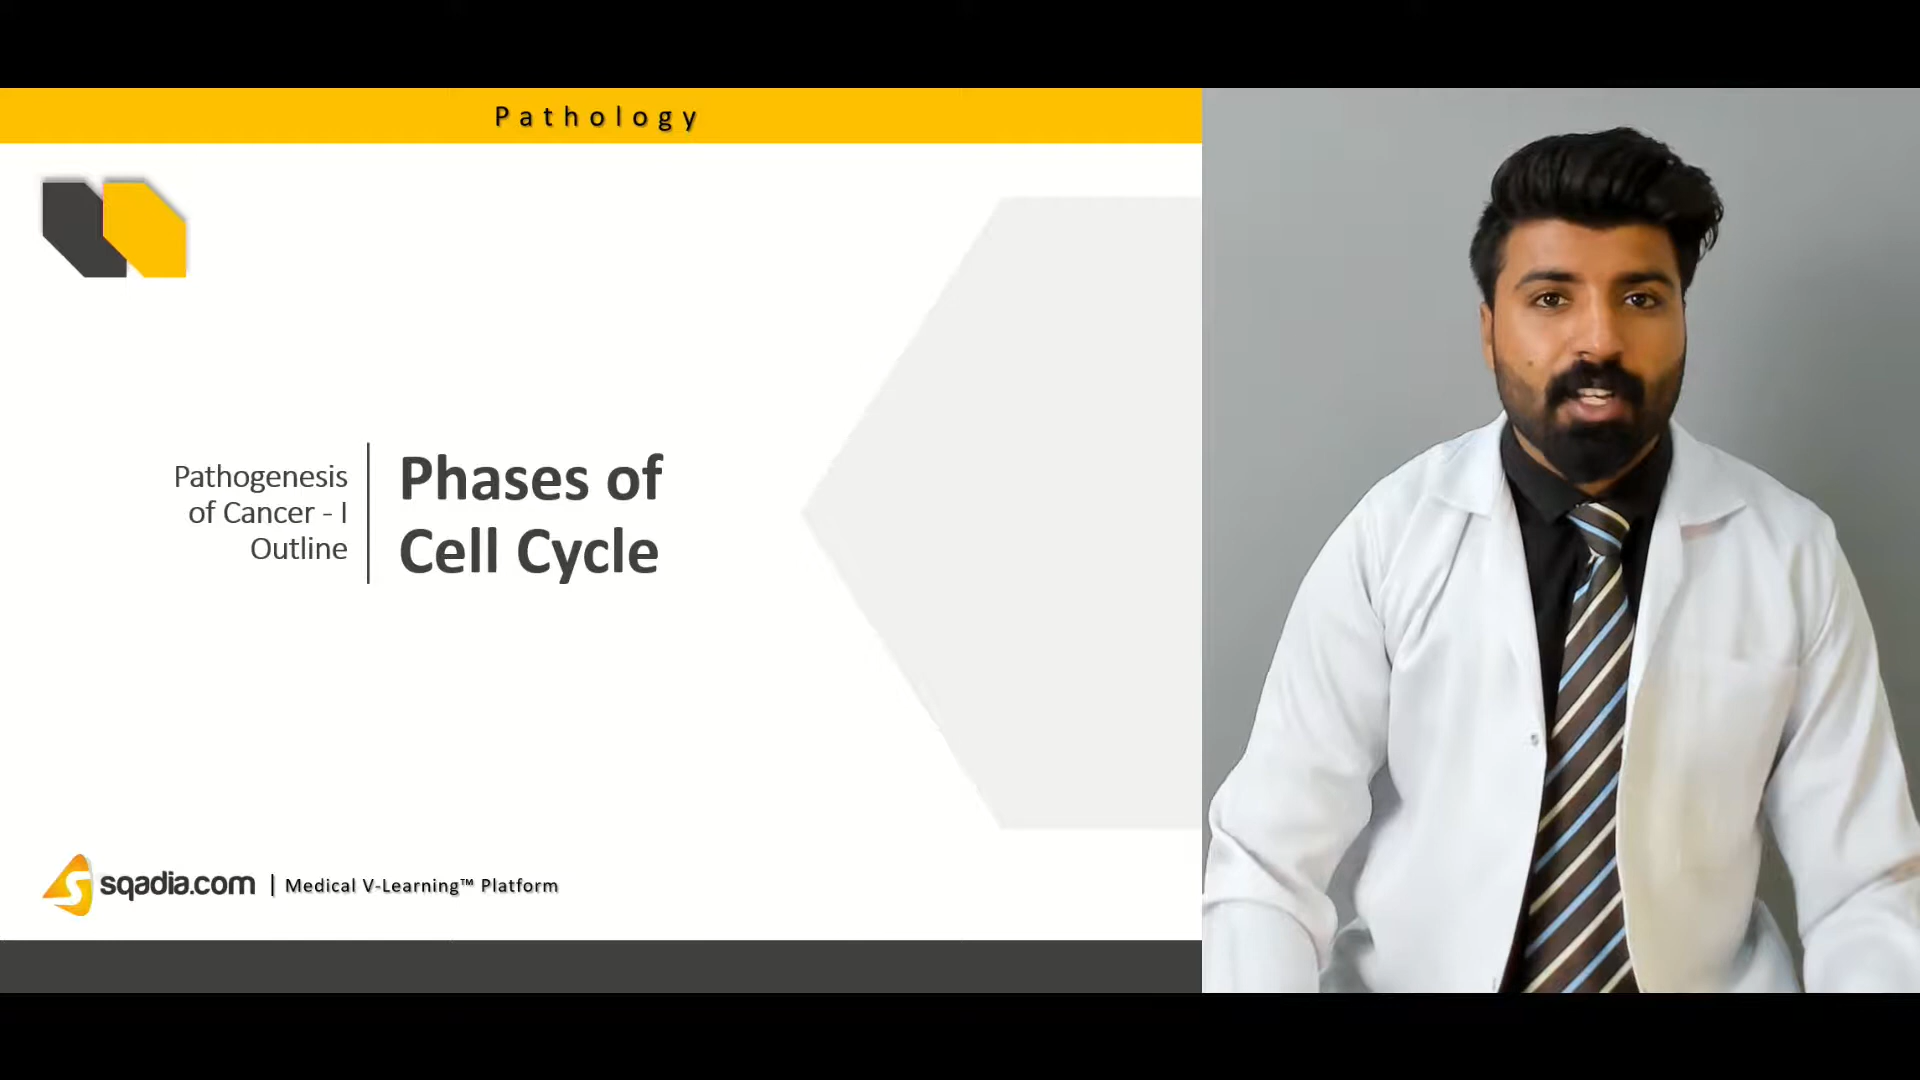 Pathology
Pathogenesis
of Cancer - I
Outline
Phases of
Cell Cycle
sqadia.com | Medical V-Learning™ Platform